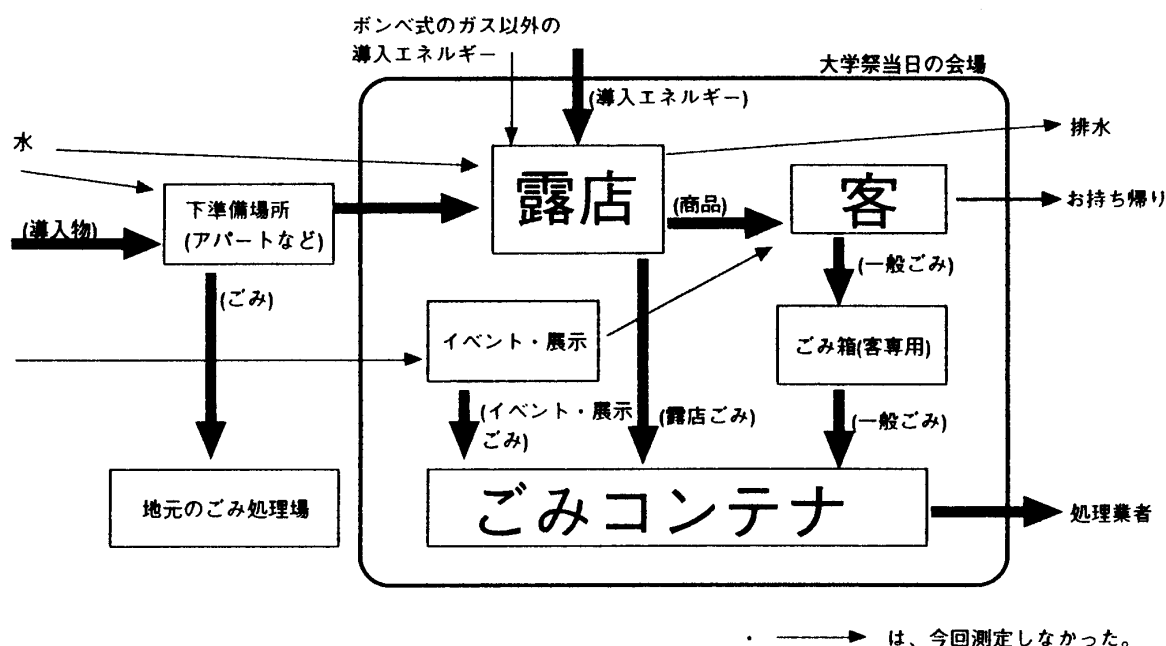 ボンベ式のガス以外の
導入エネルギー
大学祭当日の会場
(導入エネルギー)
水
排水
露店
客
下準備場所
(アパートなど)
(商品)
お持ち帰り
(導入物)
(一般ごみ)
(ごみ)
イベント・展示
ごみ箱(客専用)
(イベント・展示
ごみ)
(露店ごみ)
(一般ごみ)
地元のごみ処理場
ごみコンテナ
処理業者
・ は、今回測定しなかった。